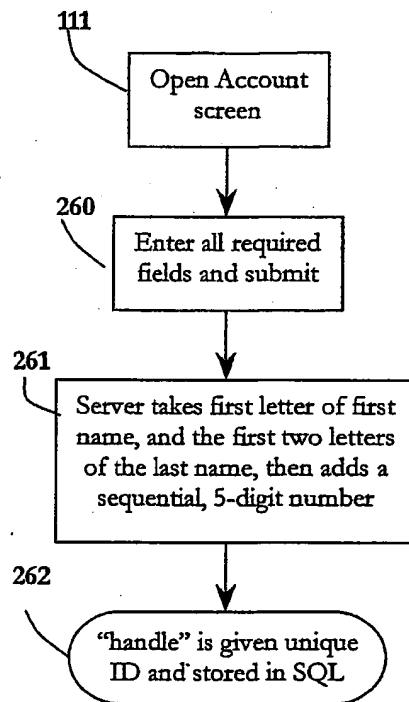 111
Open Account
screen
260
Enter all required
fields and submit
261
Server takes first letter of first
name, and the first two letters
of the last name, then adds a
sequential, 5-digit number
262
“handle” is given unique
ID and stored in SQL